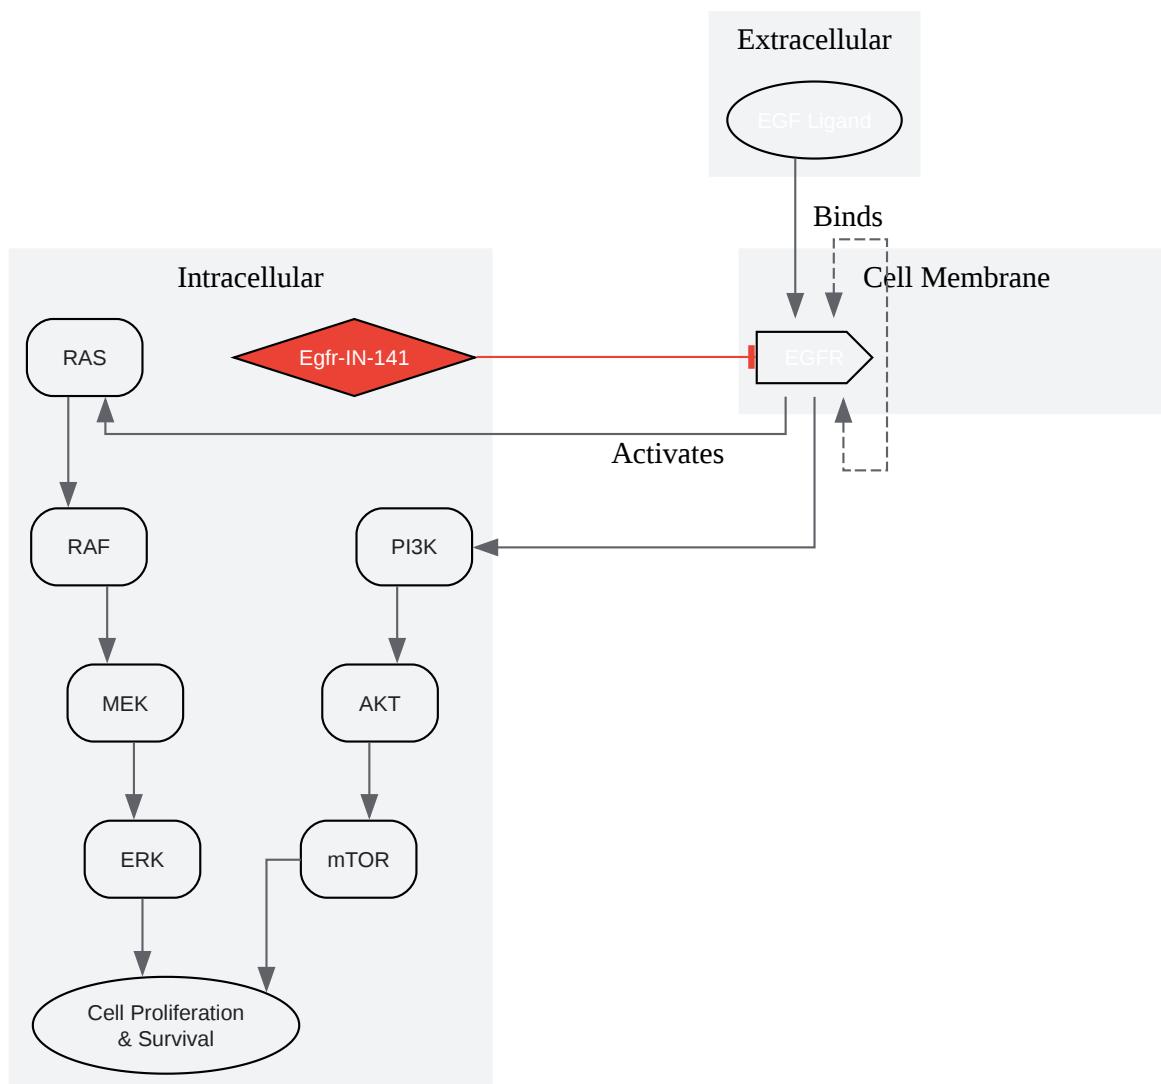 Extracellular
EGF Ligand
Binds
Intracellular
Cell Membrane
RAS
Egfr-IN-141
EGFR
Activates
RAF
PI3K
MEK
AKT
ERK
mTOR
Cell Proliferation
& Survival